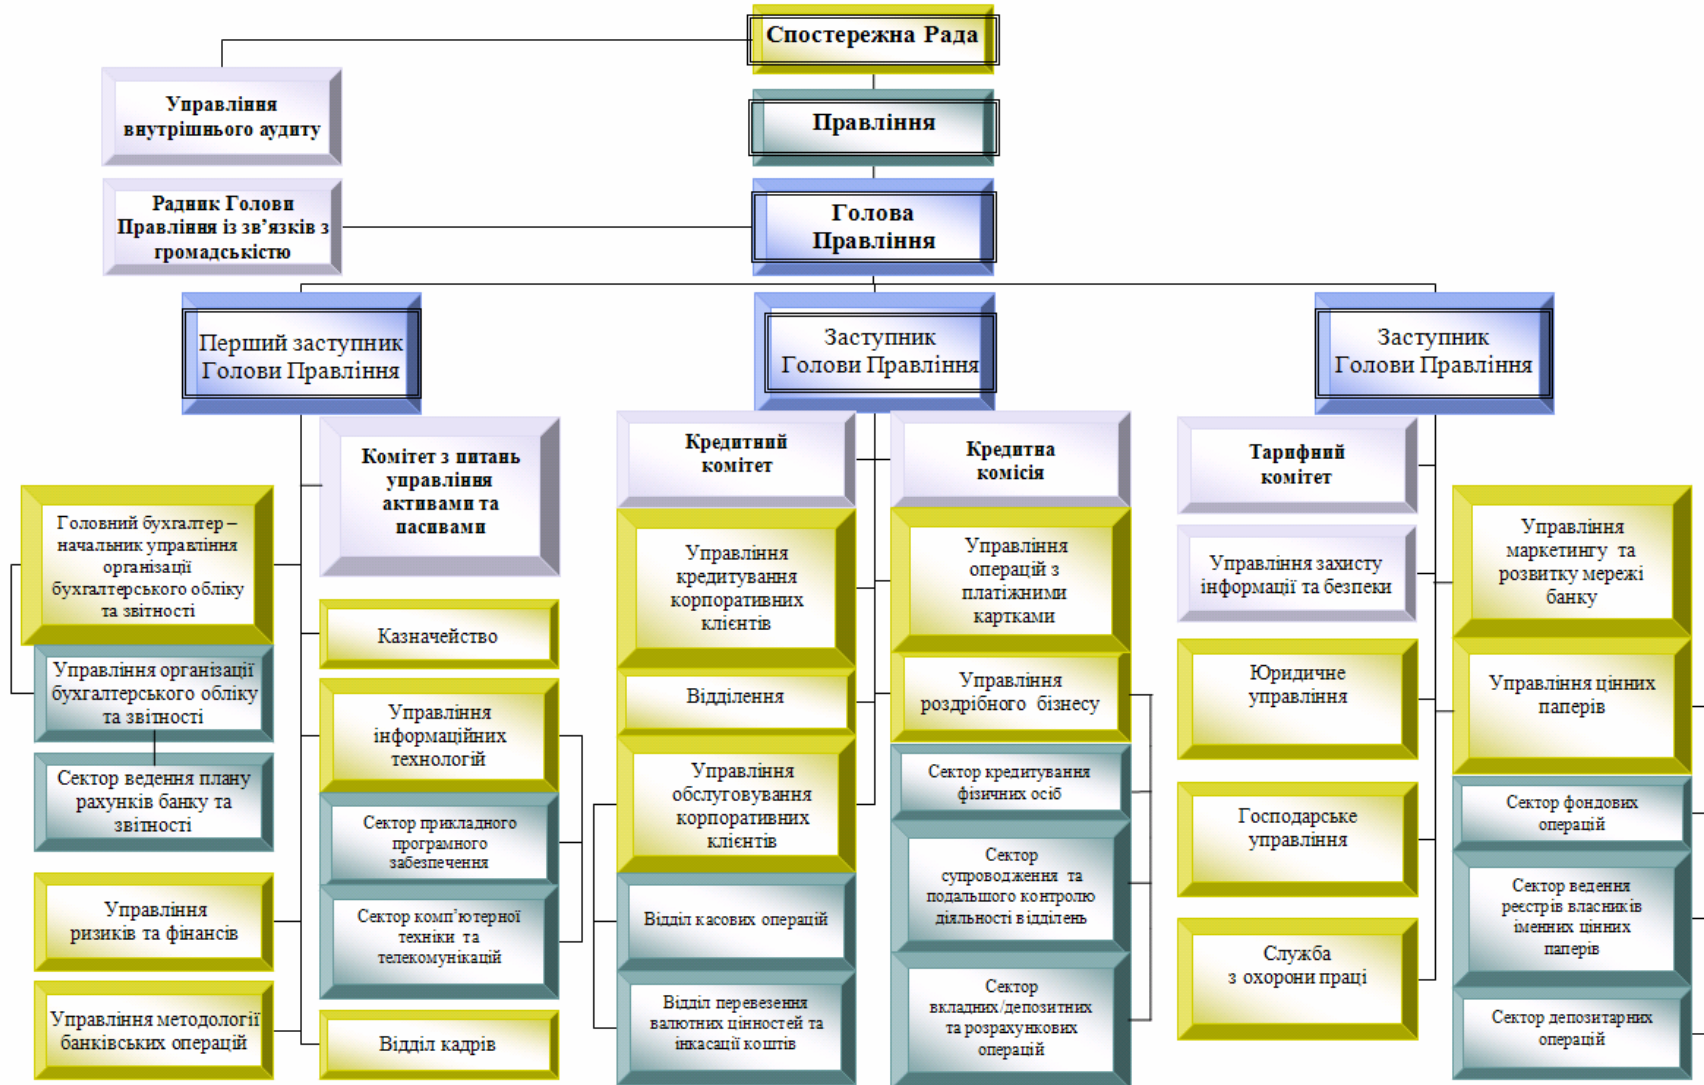 Спостережна Рада
Управління
внутрішнього аудиту
Правління
Радник Голови
Правління із зв’язків з
громадськістю
Голова
Правління
Перший заступник
Голови Правління
Заступник
Голови Правління
Заступник
Голови Правління
Комітет з питань
управління
активами та
пасивами
Головний бухгалтер –
начальник управління
організації
бухгалтерського обліку
та звітності
Казначейство
Управління організації
бухгалтерського обліку
та звітності
Управління
інформаційних
технологій
Сектор ведення плану
рахунків банку та
звітності
Сектор прикладного
програмного
забезпечення
Управління
ризиків та фінансів
Сектор комп’ютерної
техніки та
телекомунікацій
Управління методології
банківських операцій
Відділ кадрів
Кредитний
комітет
Кредитна
комісія
Управління
кредитування
корпоративних
клієнтів
Управління
операцій з
платіжними
картками
Відділення
Управління
роздрібного бізнесу
Управління
обслуговування
корпоративних
клієнтів
Сектор кредитування
фізичних осіб
Відділ касових операцій
Сектор
супроводження та
подальшого контролю
діяльності відділень
Відділ перевезення
валютних цінностей та
інкасації коштів
Сектор
вкладних/депозитних
та розрахункових
операцій
Тарифний
комітет
Управління захисту
інформації та безпеки
Управління
маркетингу та
розвитку мережі
банку
Юридичне
управління
Управління цінних
паперів
Господарське
управління
Сектор фондових
операцій
Служба
з охорони праці
Сектор ведення
реєстрів власників
іменних цінних
паперів
Сектор депозитарних
операцій